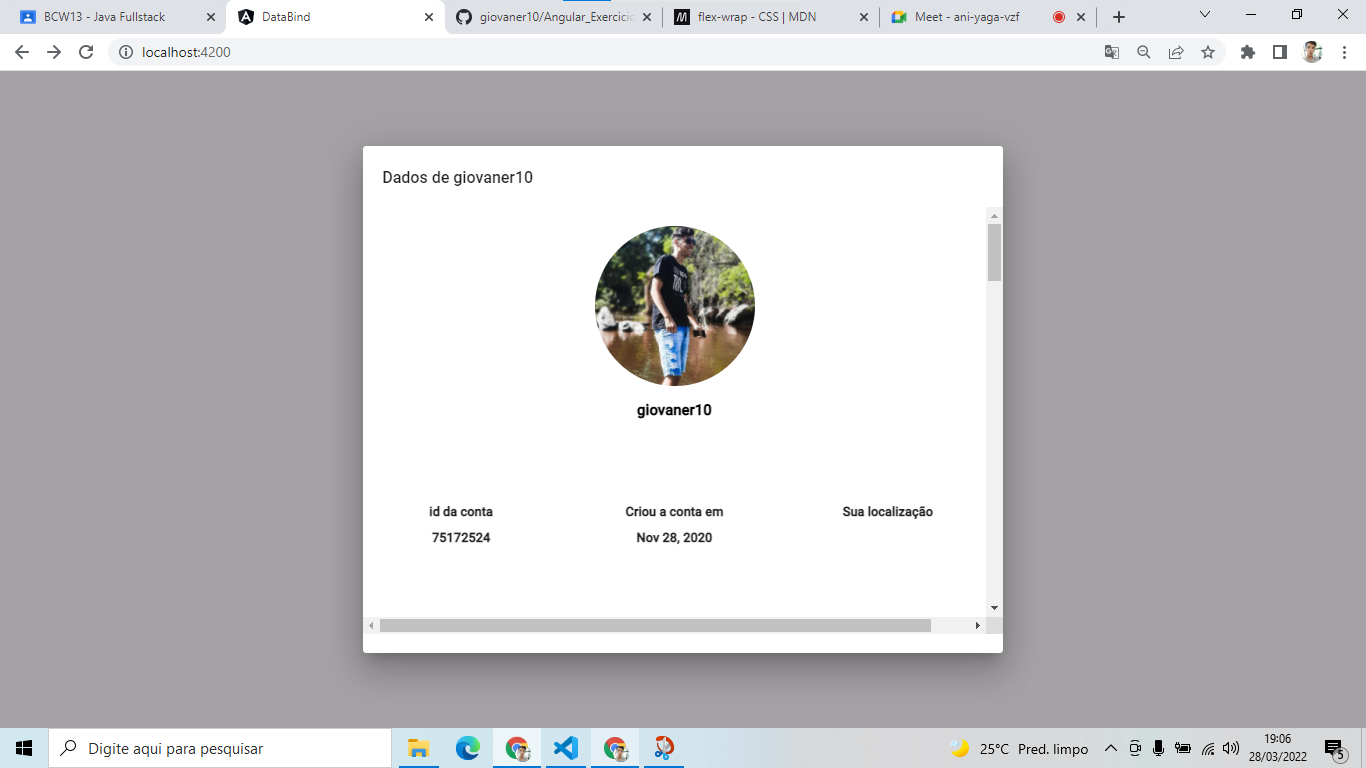 BCW13 - Java Fullstack
DataBind
giovaner10/Angular_Exercicio
flex-wrap - CSS | MDN
Meet - ani-yaga-vzf
localhost:4200
Dados de giovaner10
giovaner10
id da conta
Criou a conta em
Sua localização
75172524
Nov 28, 2020
Digite aqui para pesquisar
25°C Pred. limpo
19:06
28/03/2022
5